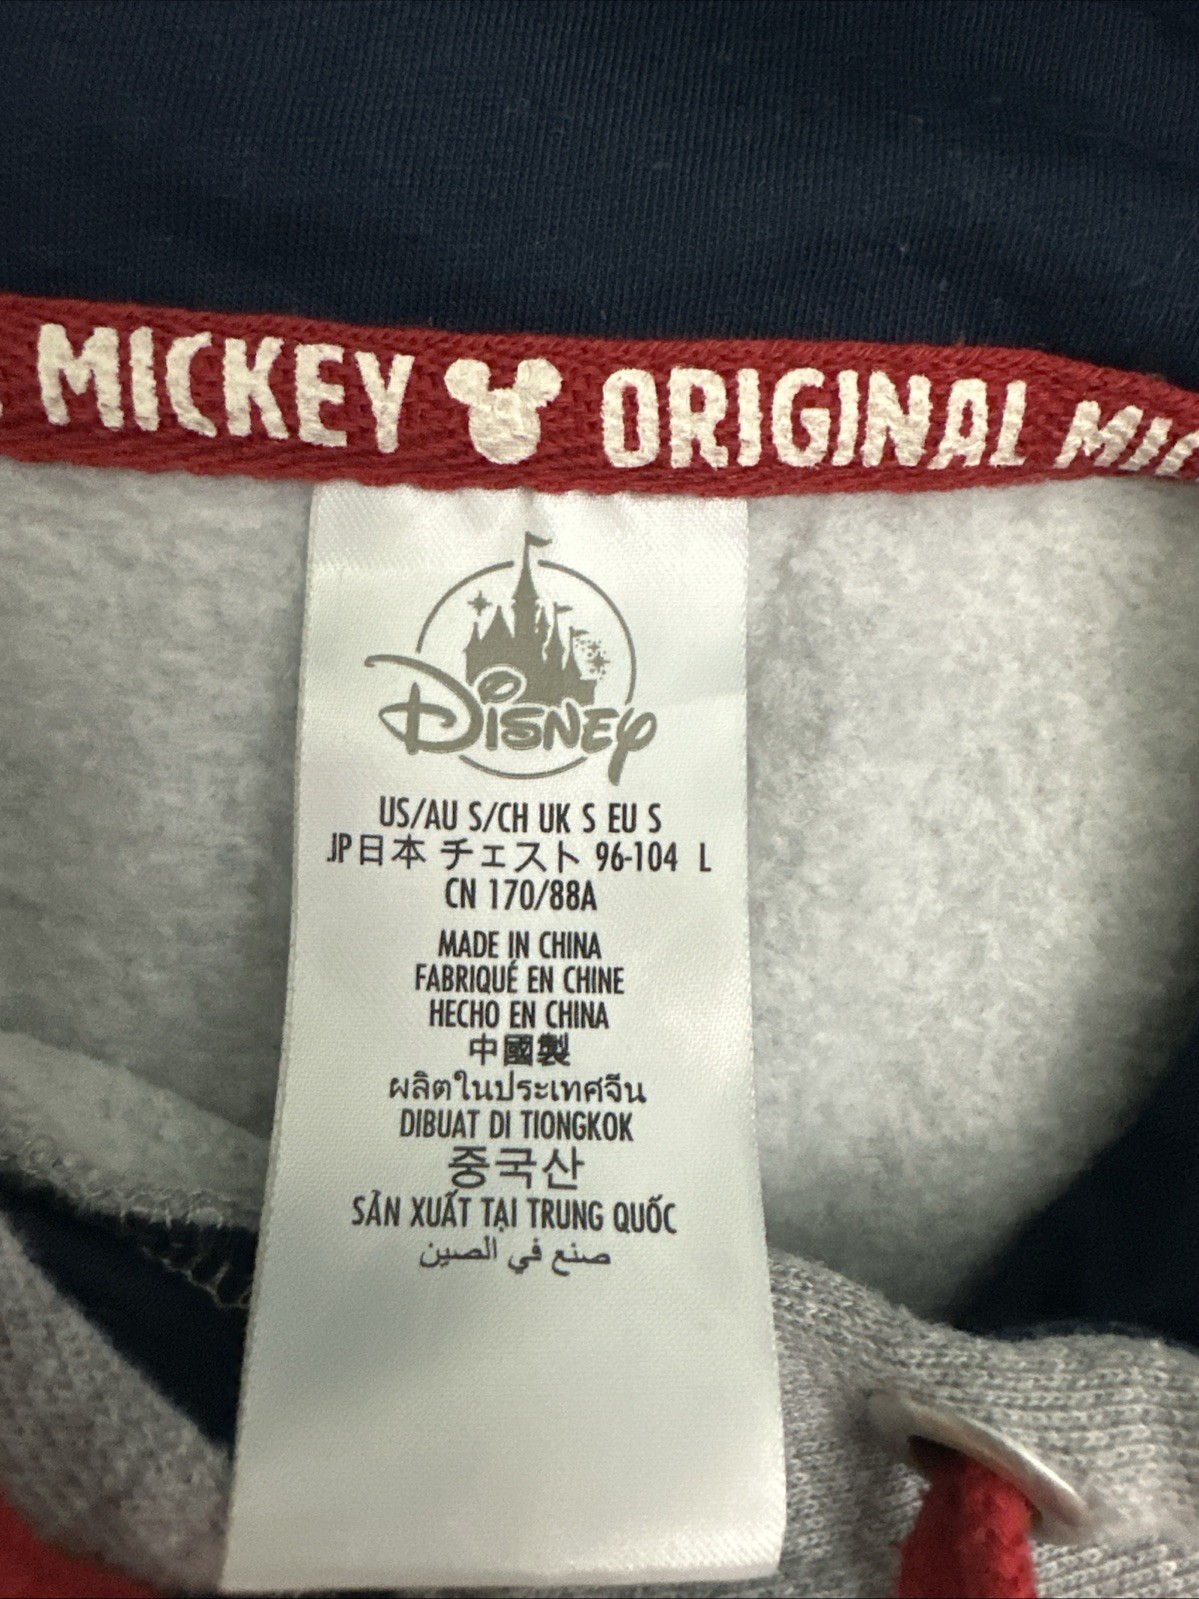 MICKEY ORIGINAL MIC
Disney
US/AU S/CH UK S EU S
JP日本 チェスト 96-104 L
CN 170/88A
MADE IN CHINA
FABRIQUÉ EN CHINE
HECHO EN CHINA
中國製
ผลิตในประเทศจีน
DIBUAT DI TIONGKOK
중국산
SẢN XUẤT TẠI TRUNG QUỐC
صنع في الصين